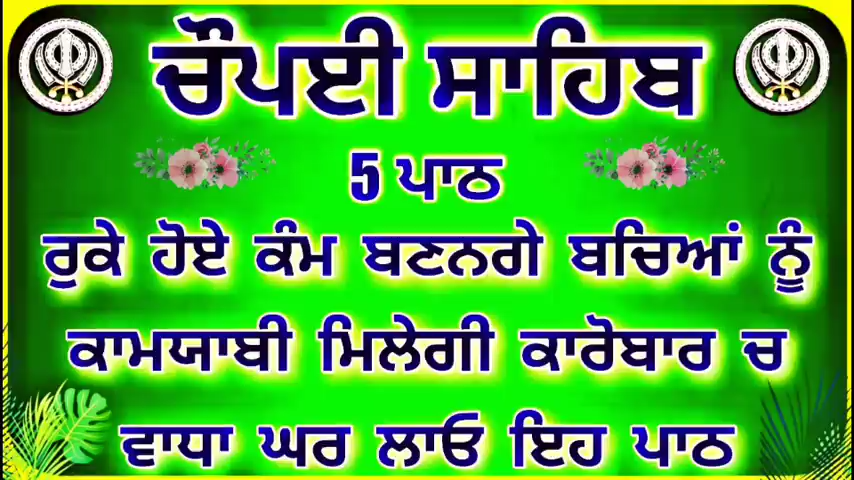 ਚੌਪਈ ਸਾਹਿਬ
5 ਪਾਠ
ਰੁਕੇ ਹੋਏ ਕੰਮ ਬਣਨਗੇ ਬਚਿਆਂ ਨੂੰ
ਕਾਮਯਾਬੀ ਮਿਲੇਗੀ ਕਾਰੋਬਾਰ ਚ
ਵਾਧਾ ਘਰ ਲਾਓ ਇਹ ਪਾਠ